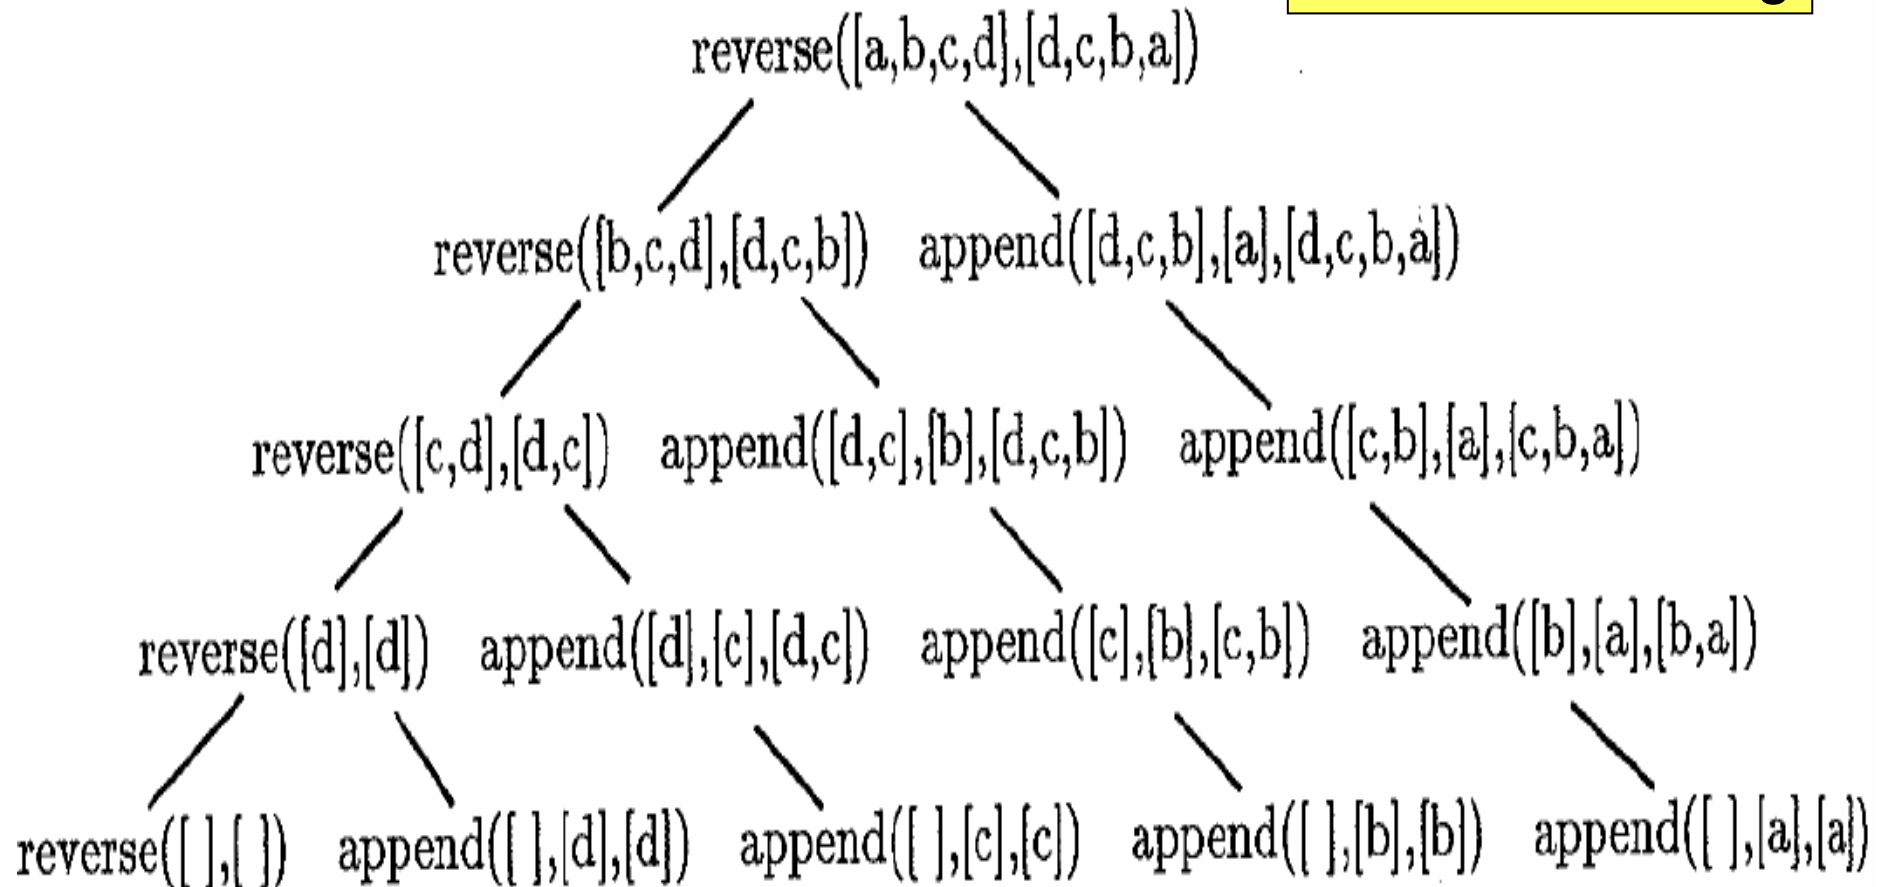 reverse([a,b,c,d],[d,c,b,a])
reverse([b,c,d],[d,c,b]) append([d,c,b],[a],[d,c,b,a])
reverse([c,d],[d,c]) append([d,c],[b],[d,c,b]) append([c,b],[a],[c,b,a])
reverse([d],[d]) append([d],[c],[d,c]) append([c],[b],[c,b]) append([b],[a],[b,a])
reverse([ ],[ ]) append([ ],[d],[d]) append([ ],[c],[c]) append([ ],[b],[b]) append([ ],[a],[a])